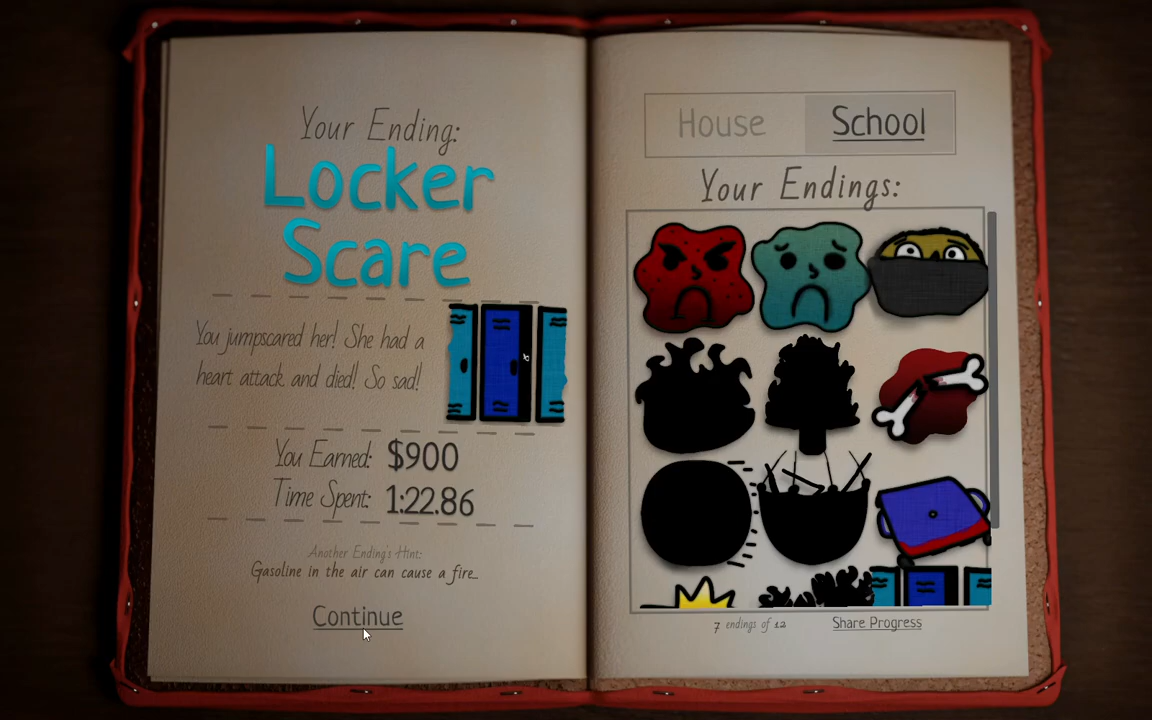 Your Ending:
Locker
Scare
You jumpscared her! She had a
heart attack and died! So sad!
You Earned: $900
Time Spent: 1:22.86
Another Ending's Hint:
Gasoline in the air can cause a fire...
Continue
House School
Your Endings:
7 endings of 12
Share Progress